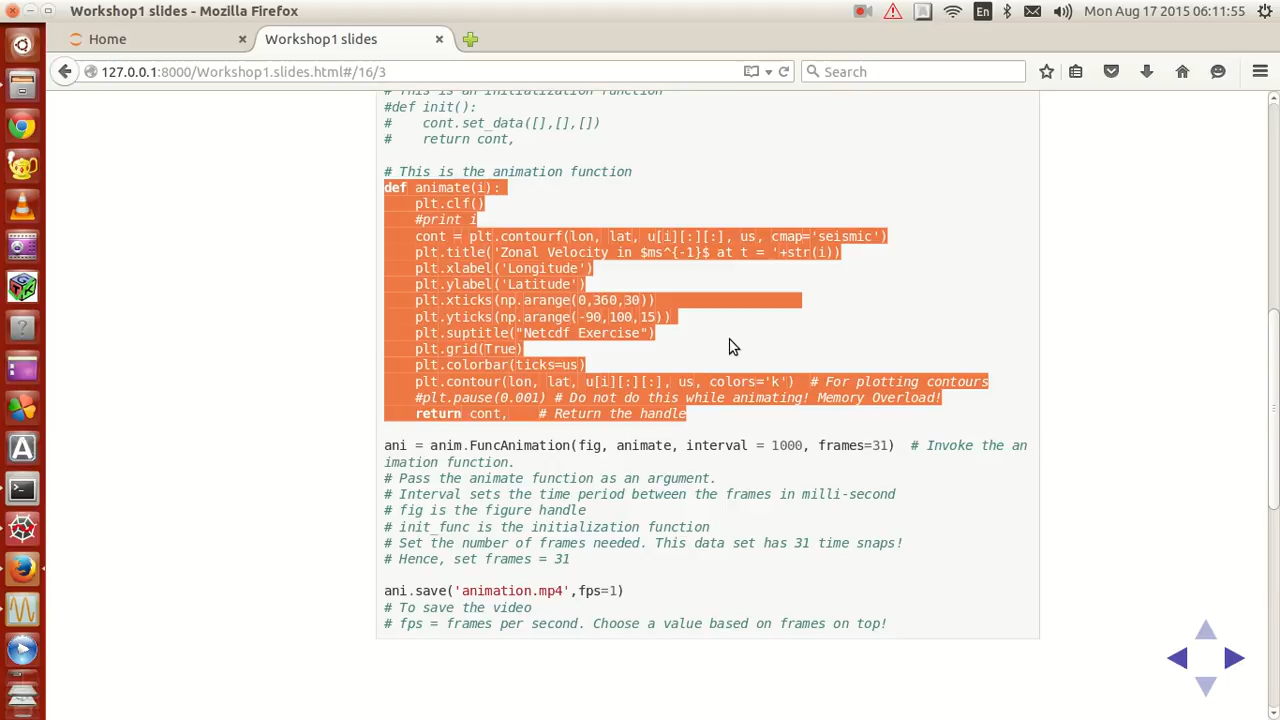 Workshop1 slides - Mozilla Firefox
En
Mon Aug 17 2015 06:11:55
Home
Workshop1 slides
127.0.0.1:8000/Workshop1.slides.html#/16/3
Search
# This is an initialization function
#def init():
#    cont.set_data([],[],[])
#    return cont,
# This is the animation function
def animate(i):
    plt.clf()
    #print i
    cont = plt.contourf(lon, lat, u[i][:][:], us, cmap='seismic')
    plt.title('Zonal Velocity in $ms^{-1}$ at t = '+str(i))
    plt.xlabel('Longitude')
    plt.ylabel('Latitude')
    plt.xticks(np.arange(0,360,30))
    plt.yticks(np.arange(-90,100,15))
    plt.suptitle("Netcdf Exercise")
    plt.grid(True)
    plt.colorbar(ticks=us)
    plt.contour(lon, lat, u[i][:][:], us, colors='k')  # For plotting contours
    #plt.pause(0.001) # Do not do this while animating! Memory Overload!
    return cont,    # Return the handle
ani = anim.FuncAnimation(fig, animate, interval = 1000, frames=31)  # Invoke the an
imation function.
# Pass the animate function as an argument.
# Interval sets the time period between the frames in milli-second
# fig is the figure handle
# init_func is the initialization function
# Set the number of frames needed. This data set has 31 time snaps!
# Hence, set frames = 31
ani.save('animation.mp4',fps=1)
# To save the video
# fps = frames per second. Choose a value based on frames on top!